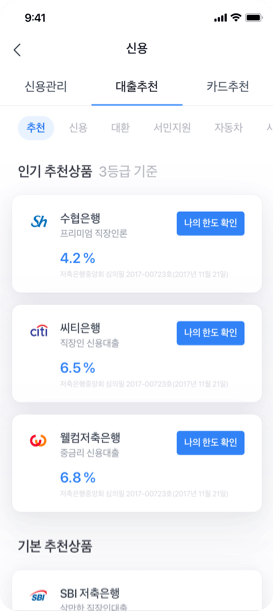 9:41
신용
신용관리 대출추천 카드추천
추천 신용 대환 서민지원 자동차
인기 추천상품 3등급 기준
Sh 수협은행 나의 한도 확인
프리미엄 직장인론
4.2 %
저축은행중앙회 심의필 2017-00723호(2017년 11월 21일)
citi 씨티은행 나의 한도 확인
직장인 신용대출
6.5 %
저축은행중앙회 심의필 2017-00723호(2017년 11월 21일)
웰컴저축은행 나의 한도 확인
중금리 신용대출
6.8 %
저축은행중앙회 심의필 2017-00723호(2017년 11월 21일)
기본 추천상품
SBI SBI 저축은행